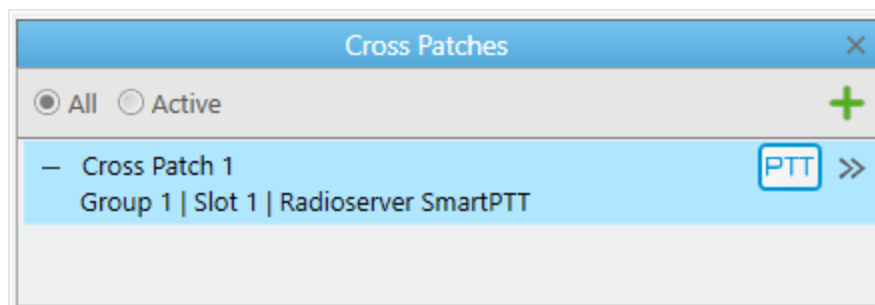 Cross Patches
All Active
Cross Patch 1 PTT
Group 1 | Slot 1 | Radioserver SmartPTT